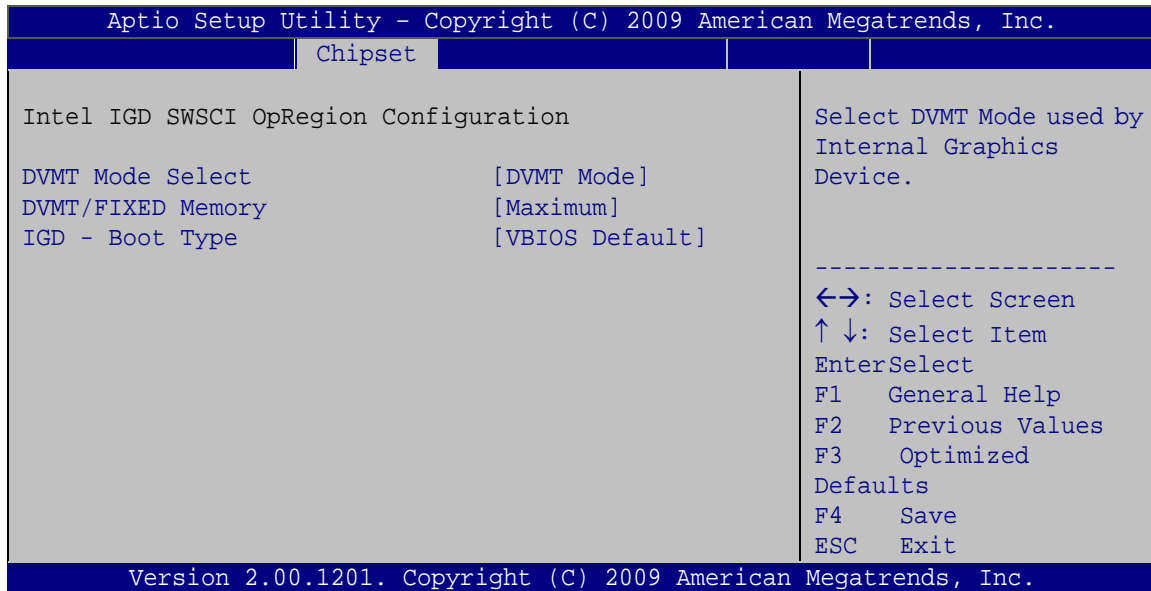 Aptio Setup Utility – Copyright (C) 2009 American Megatrends, Inc.
Chipset
Intel IGD SWSCI OpRegion Configuration
DVMT Mode Select [DVMT Mode]
DVMT/FIXED Memory [Maximum]
IGD - Boot Type [VBIOS Default]
Select DVMT Mode used by
Internal Graphics
Device.
---------------------
←→: Select Screen
↑ ↓: Select Item
EnterSelect
F1 General Help
F2 Previous Values
F3 Optimized
Defaults
F4 Save
ESC Exit
Version 2.00.1201. Copyright (C) 2009 American Megatrends, Inc.